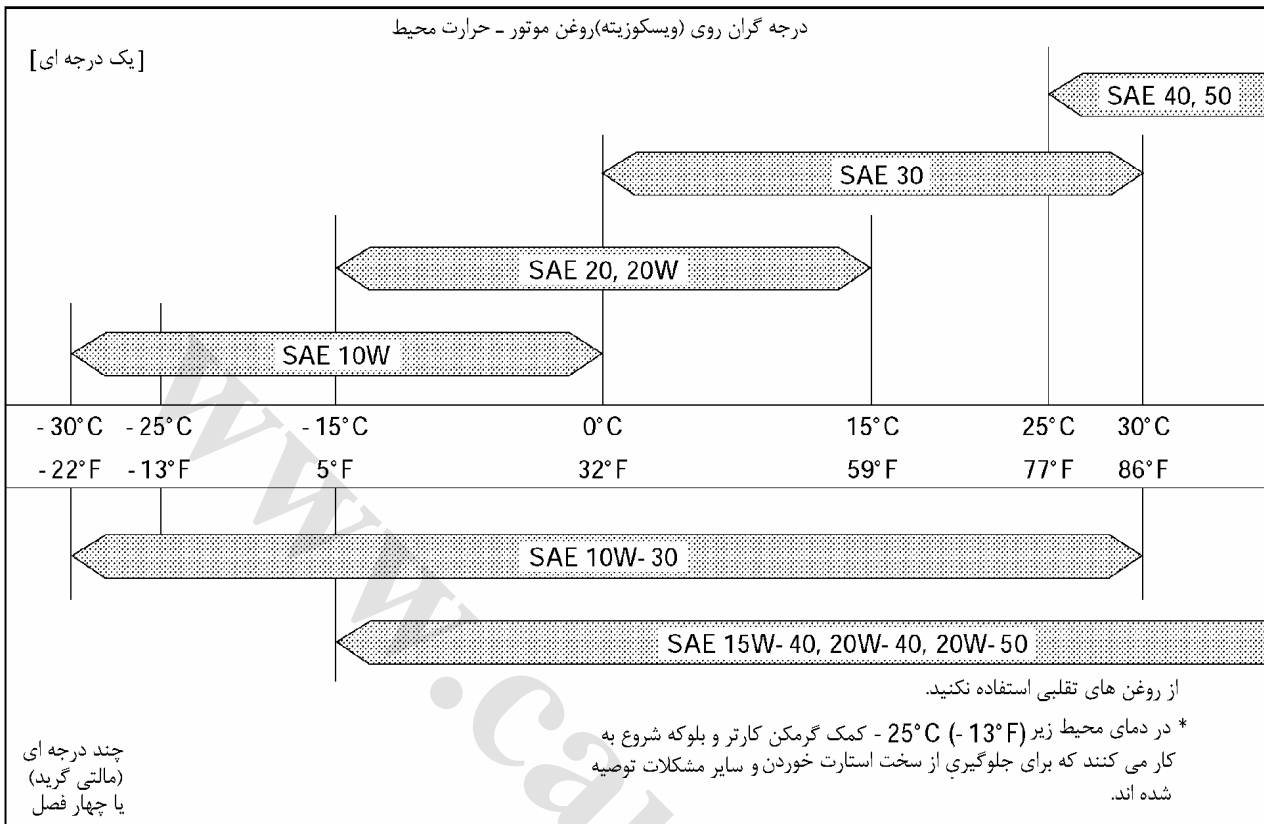 درجه گران روی (ویسکوزیته)روغن موتور - حرارت محیط
[یک درجه ای]
SAE 40, 50
SAE 30
SAE 20, 20W
SAE 10W
- 30°C - 25°C - 15°C 0°C 15°C 25°C 30°C
- 22°F - 13°F 5°F 32°F 59°F 77°F 86°F
SAE 10W- 30
SAE 15W- 40, 20W- 40, 20W- 50
از روغن های تقلبی استفاده نکنید.
* در دمای محیط زیر (- 13°F) - 25°C کمک گرمکن کارتر و بلوکه شروع به
کار می کنند که برای جلوگیری از سخت استارت خوردن و سایر مشکلات توصیه
شده اند.
چند درجه ای
(مالتی گرید)
یا چهار فصل
www.ca